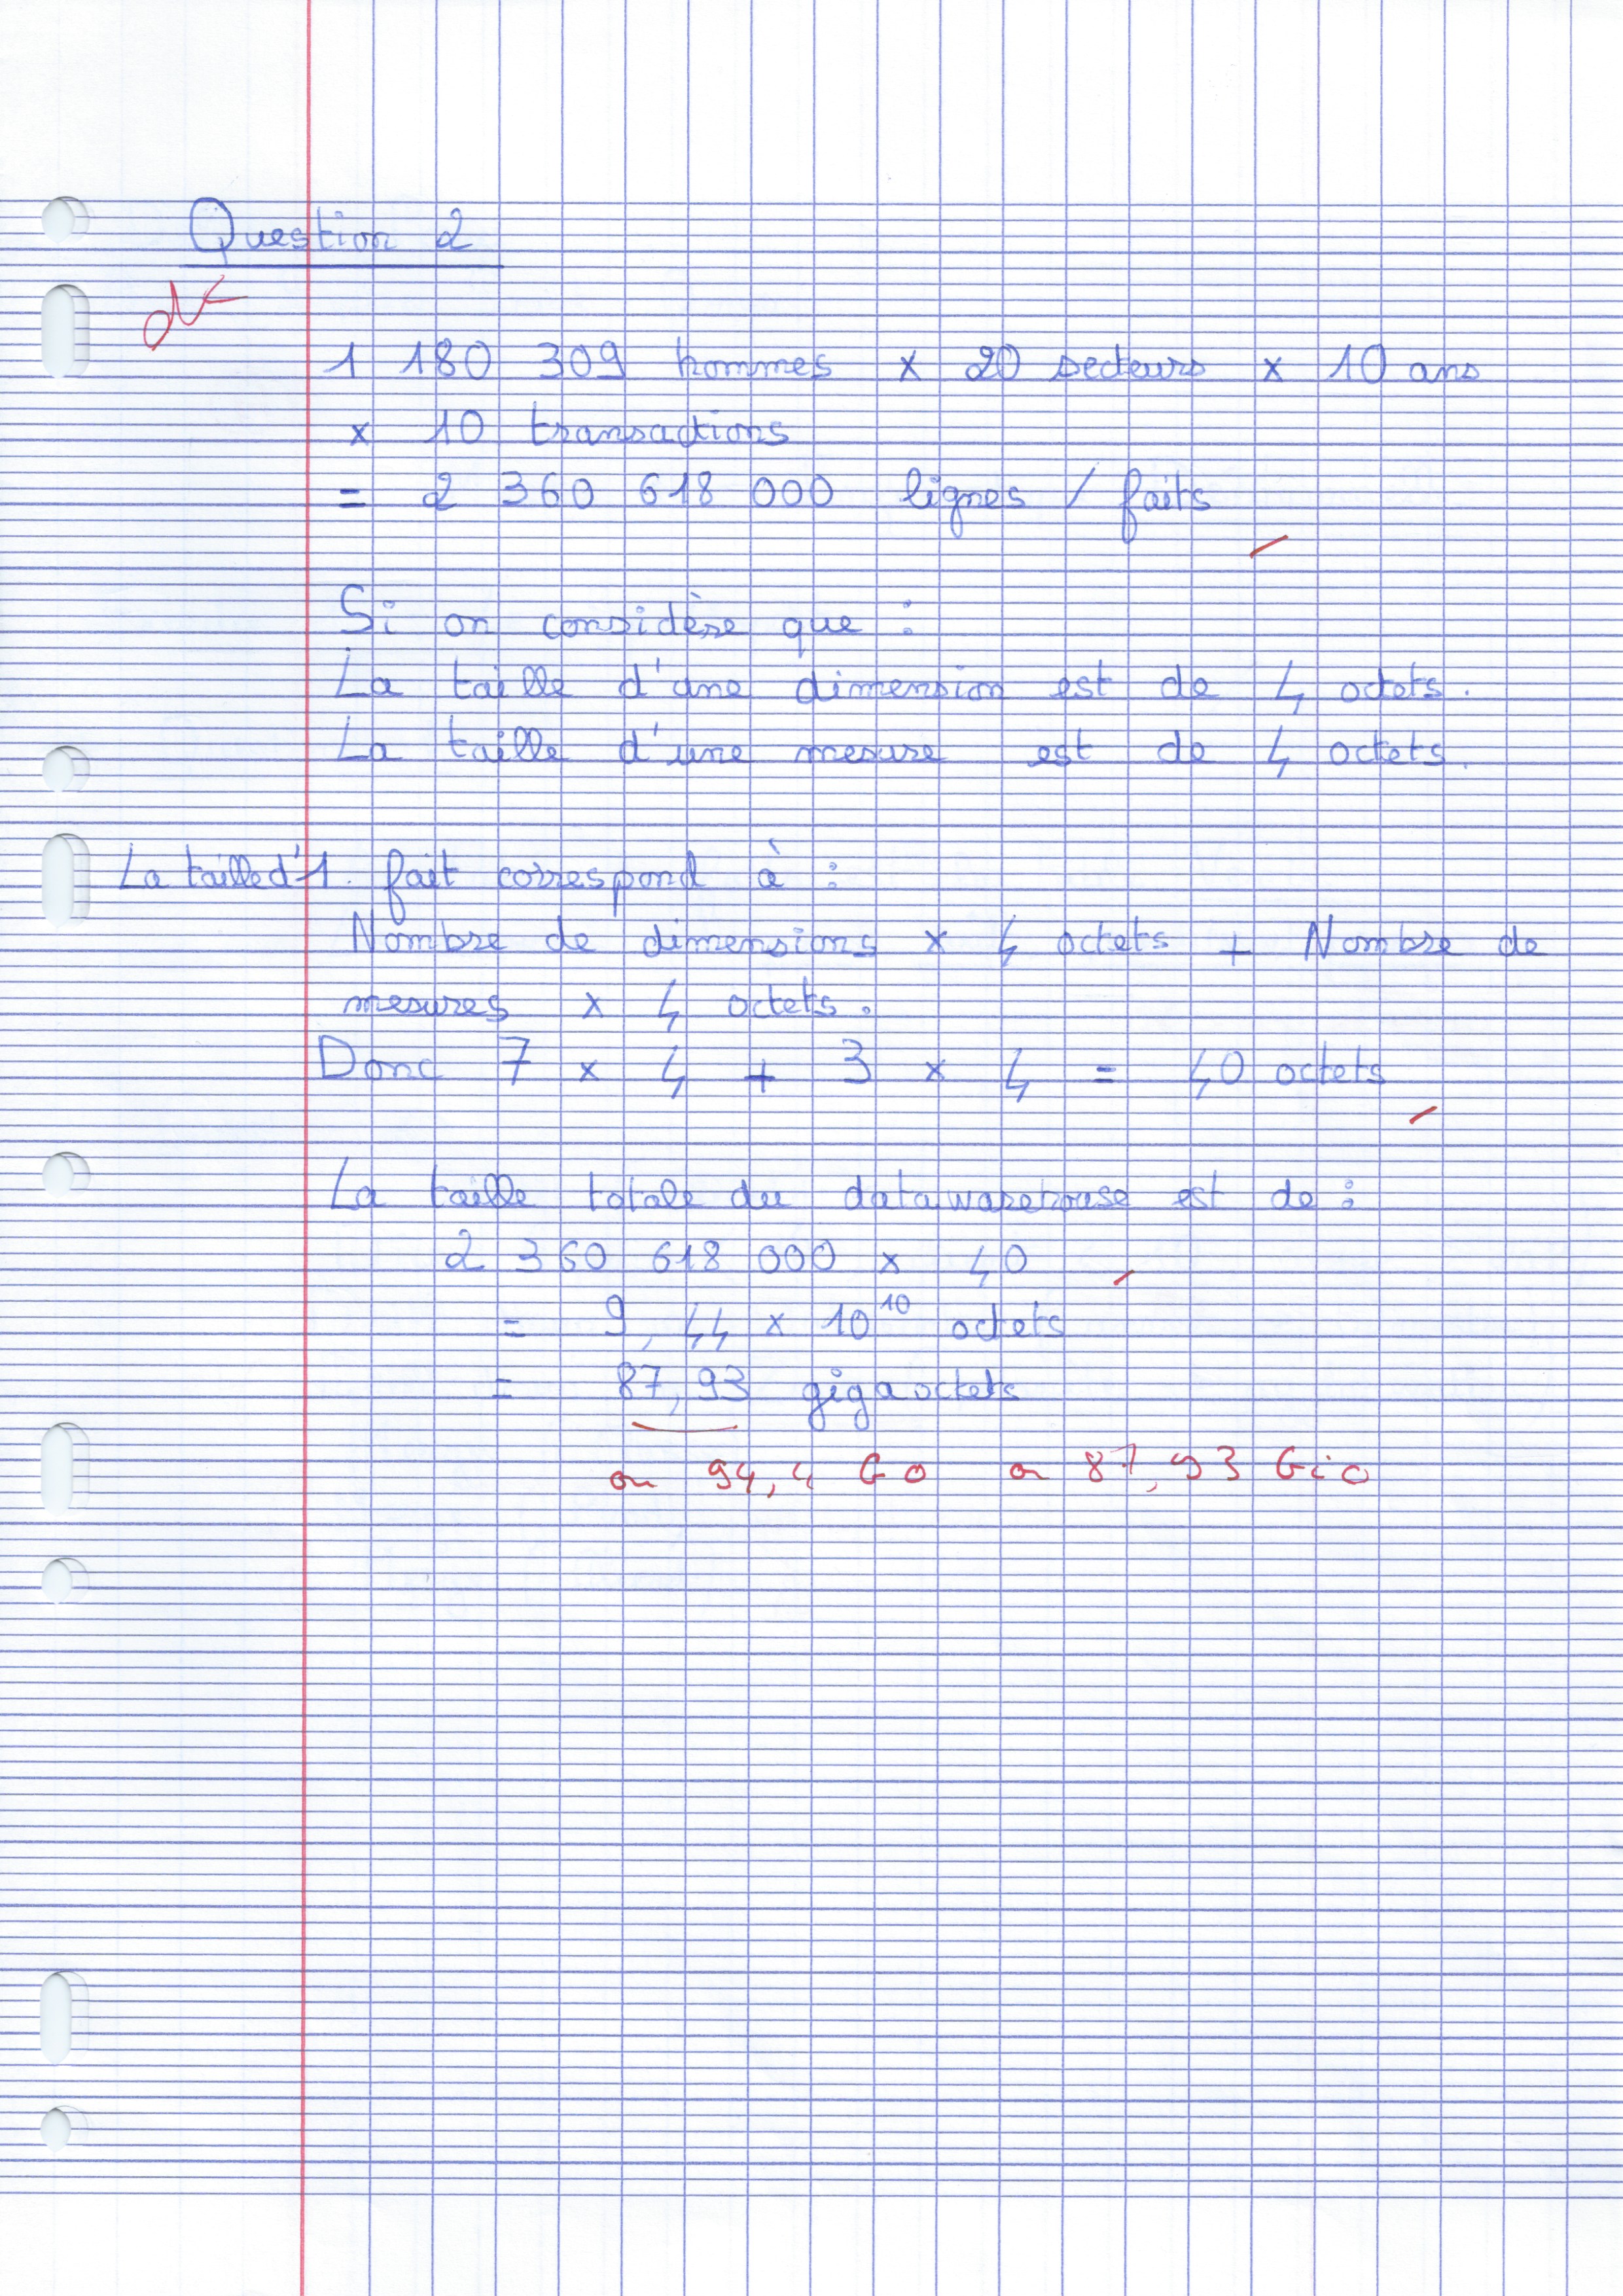 Question 2
1 180 309 hommes x 20 secteurs x 10 ans
x 10 transactions
= 2 360 618 000 lignes / faits
Si on considère que :
La taille d'une dimension est de 4 octets.
La taille d'une mesure est de 4 octets.
La taille d'1 fait correspond à :
Nombre de dimensions x 4 octets + Nombre de
mesures x 4 octets.
Donc 7 x 4 + 3 x 4 = 40 octets
La taille totale du datawarehouse est de :
2 360 618 000 x 40
= 9,44 x 10¹⁰ octets
= 87,93 gigaoctets
ou 94,4 GO ou 87,93 Gio